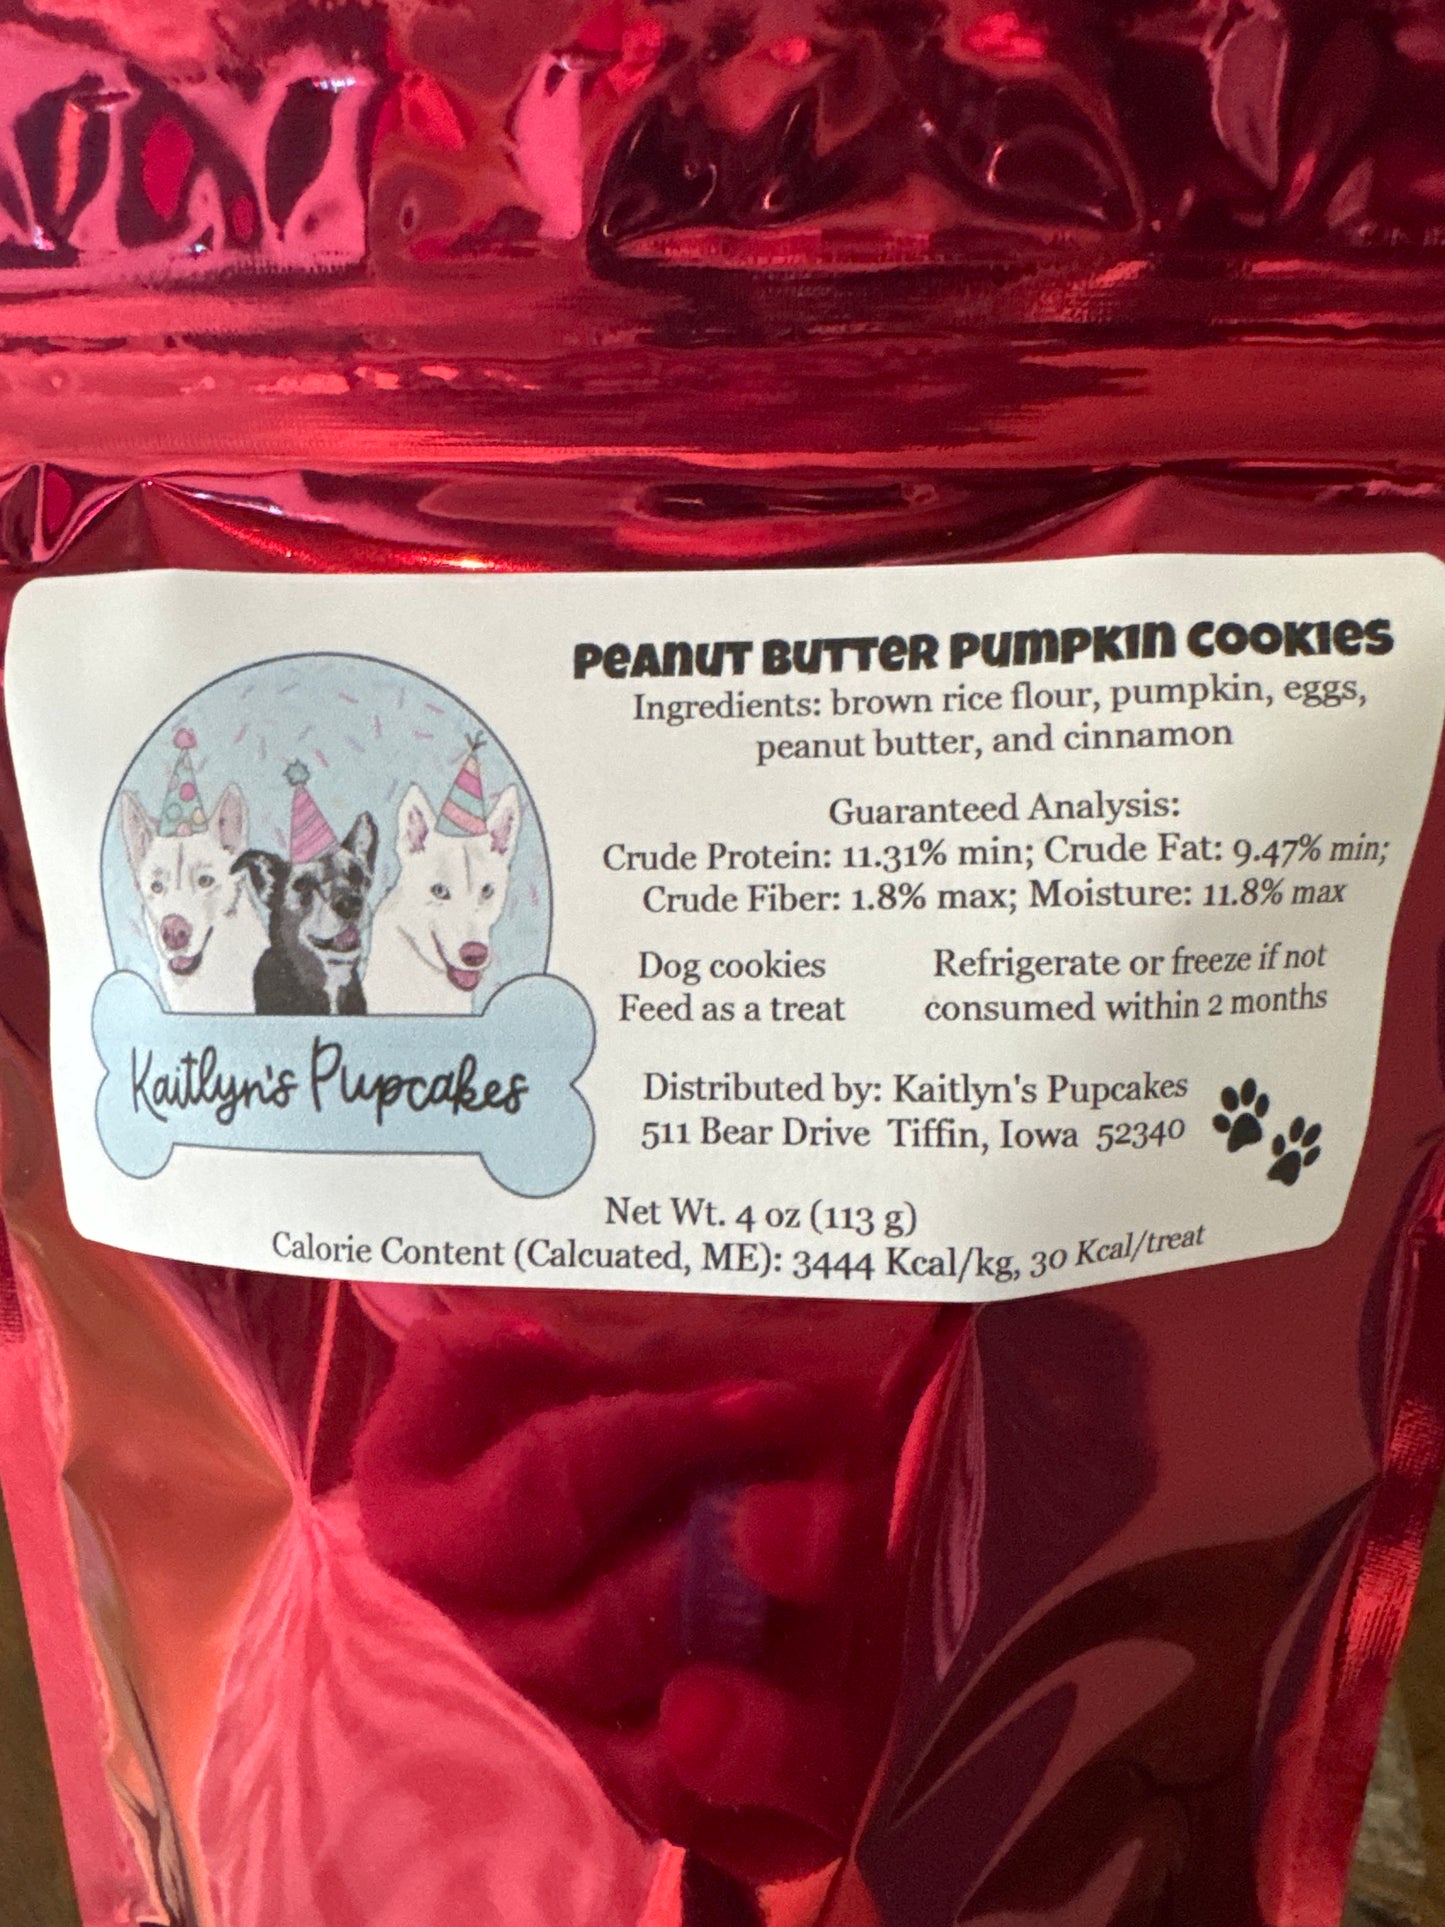 Peanut Butter Pumpkin Cookies
Ingredients: brown rice flour, pumpkin, eggs,
peanut butter, and cinnamon
Guaranteed Analysis:
Crude Protein: 11.31% min; Crude Fat: 9.47% min;
Crude Fiber: 1.8% max; Moisture: 11.8% max
Dog cookies
Feed as a treat
Refrigerate or freeze if not
consumed within 2 months
Kaitlyn's Pupcakes
Distributed by: Kaitlyn's Pupcakes
511 Bear Drive Tiffin, Iowa 52340
Net Wt. 4 oz (113 g)
Calorie Content (Calcuated, ME): 3444 Kcal/kg, 30 Kcal/treat